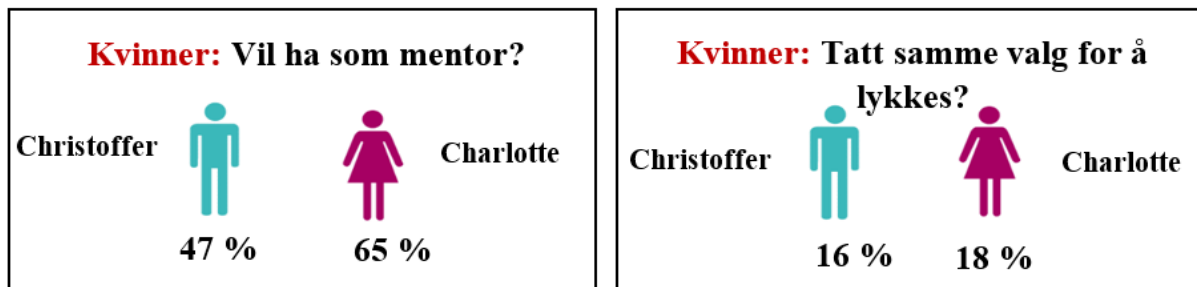 Kvinner: Vil ha som mentor?
Christoffer
Charlotte
47 %
65 %
Kvinner: Tatt samme valg for å
lykkes?
Christoffer
Charlotte
16 %
18 %